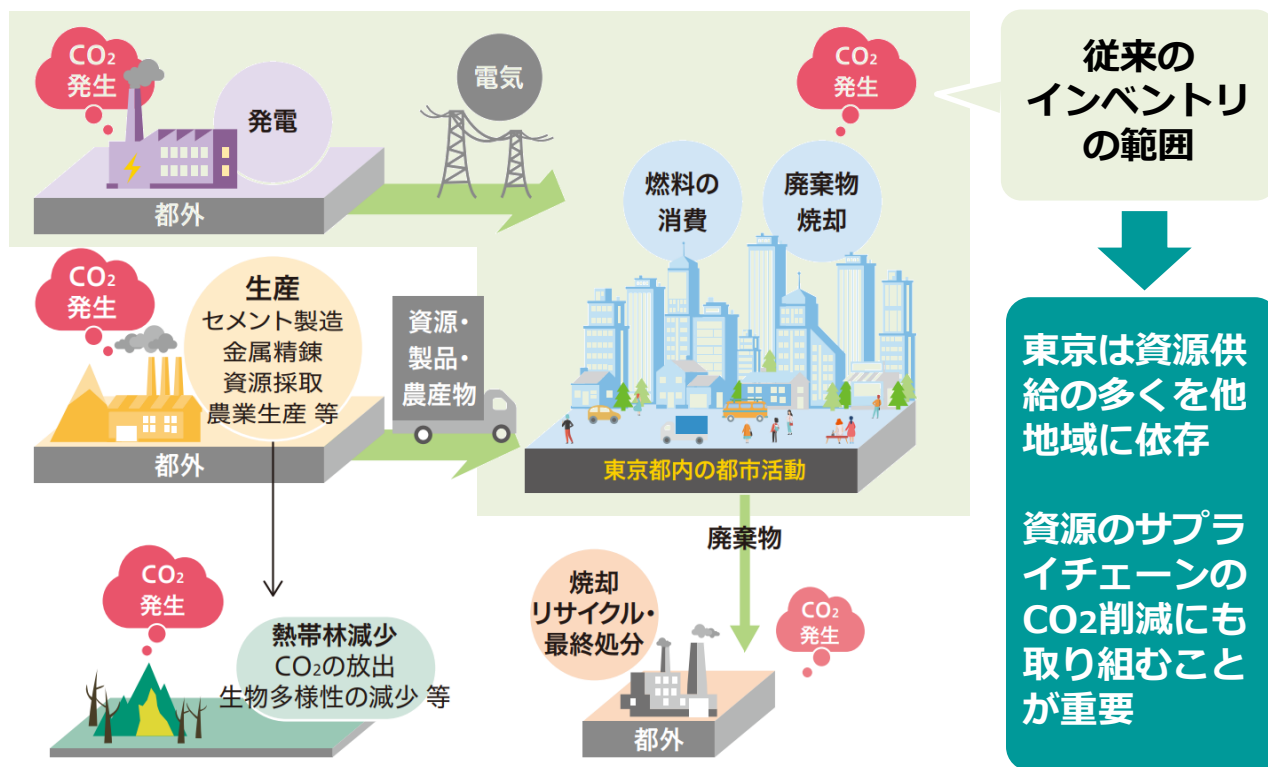 CO2
発生
発電
電気
都外
CO2
発生
燃料の
消費
廃棄物
焼却
従来の
インベントリ
の範囲
CO2
発生
生産
セメント製造
金属精錬
資源採取
農業生産 等
都外
資源・
製品・
農産物
東京都内の都市活動
東京は資源供
給の多くを他
地域に依存
資源のサプラ
イチェーンの
CO2削減にも
取り組むこと
が重要
廃棄物
CO2
発生
熱帯林減少
CO2の放出
生物多様性の減少 等
焼却
リサイクル・
最終処分
CO2
発生
都外